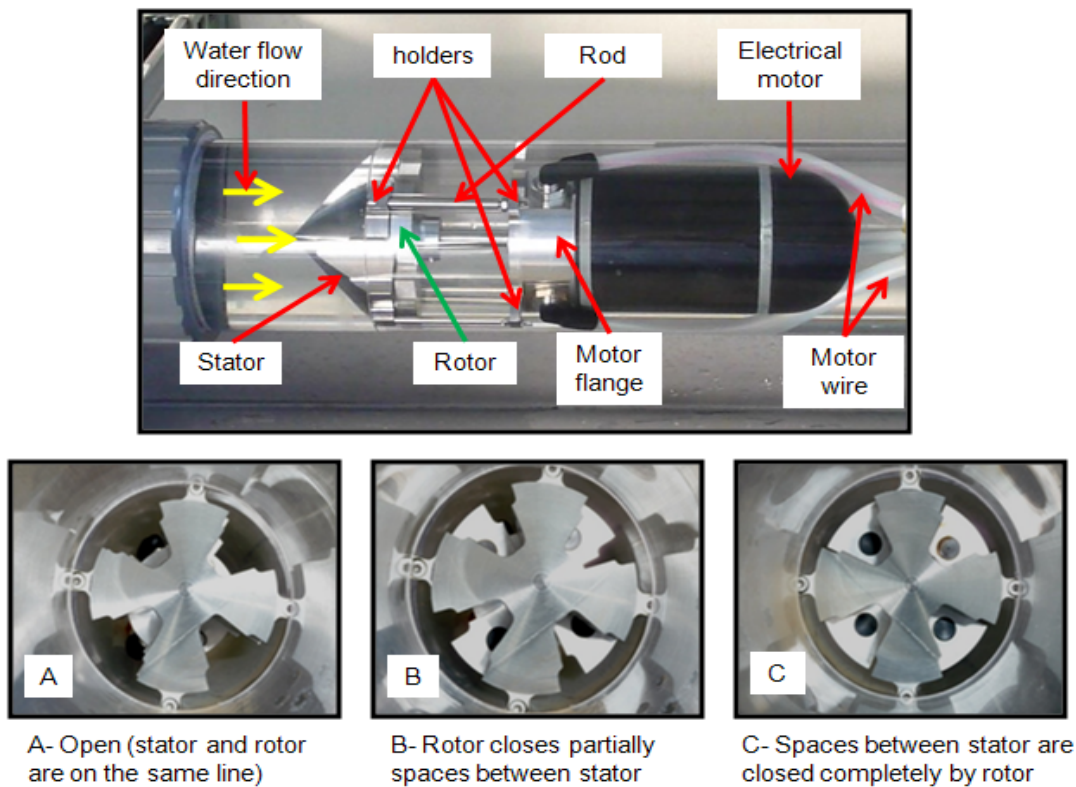 Water flow
direction
holders
Rod
Electrical
motor
Stator
Rotor
Motor
flange
Motor
wire
A
B
C
A- Open (stator and rotor
are on the same line)
B- Rotor closes partially
spaces between stator
C- Spaces between stator are
closed completely by rotor